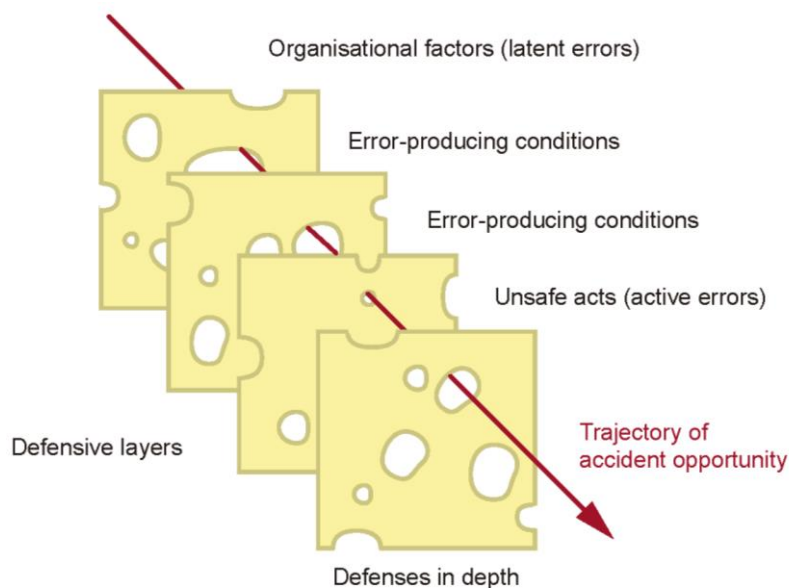 Organisational factors (latent errors)
Error-producing conditions
Error-producing conditions
Unsafe acts (active errors)
Defensive layers
Trajectory of
accident opportunity
Defenses in depth